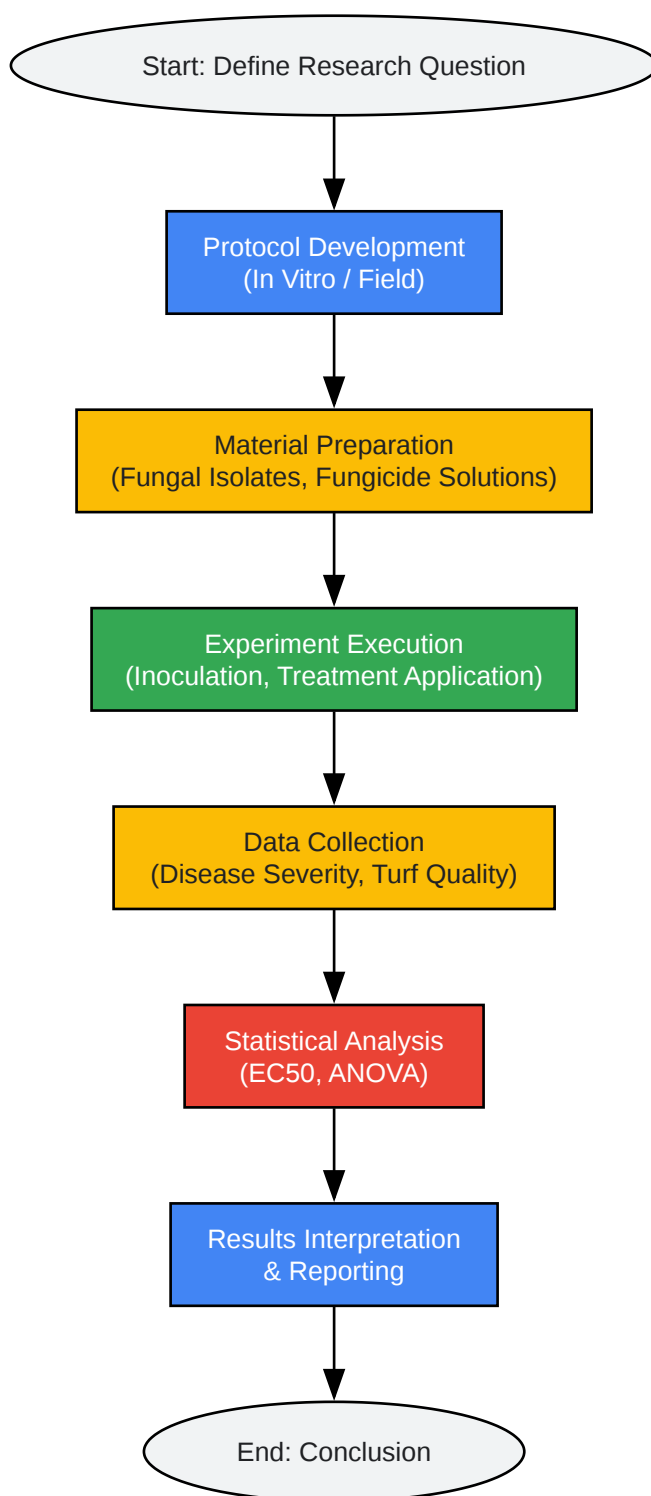 Start: Define Research Question
Protocol Development
(In Vitro / Field)
Material Preparation
(Fungal Isolates, Fungicide Solutions)
Experiment Execution
(Inoculation, Treatment Application)
Data Collection
(Disease Severity, Turf Quality)
Statistical Analysis
(EC50, ANOVA)
Results Interpretation
& Reporting
End: Conclusion